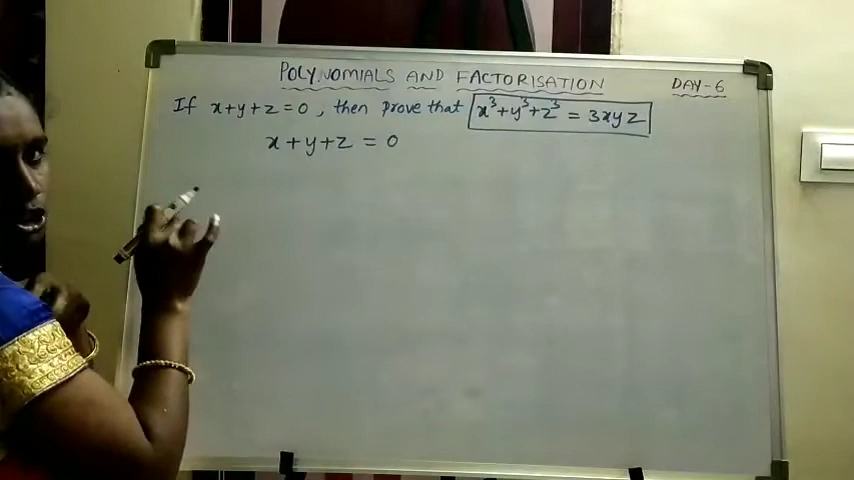 POLYNOMIALS AND FACTORISATION
DAY-6
If x+y+z=0, then prove that x³+y³+z³ = 3xyz
x+y+z = 0